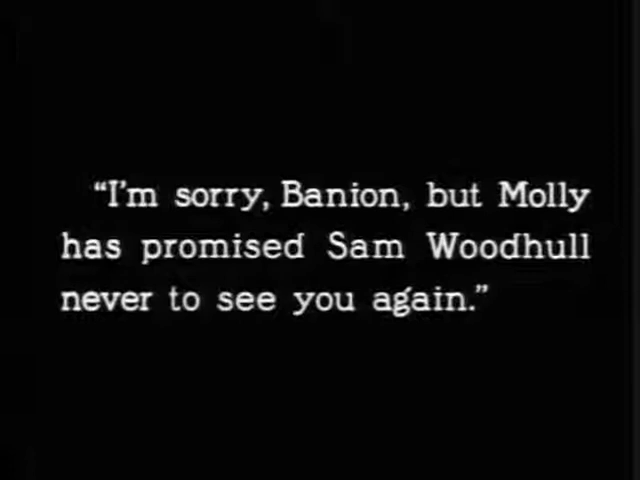 “I'm sorry, Banion, but Molly
has promised Sam Woodhull
never to see you again.”